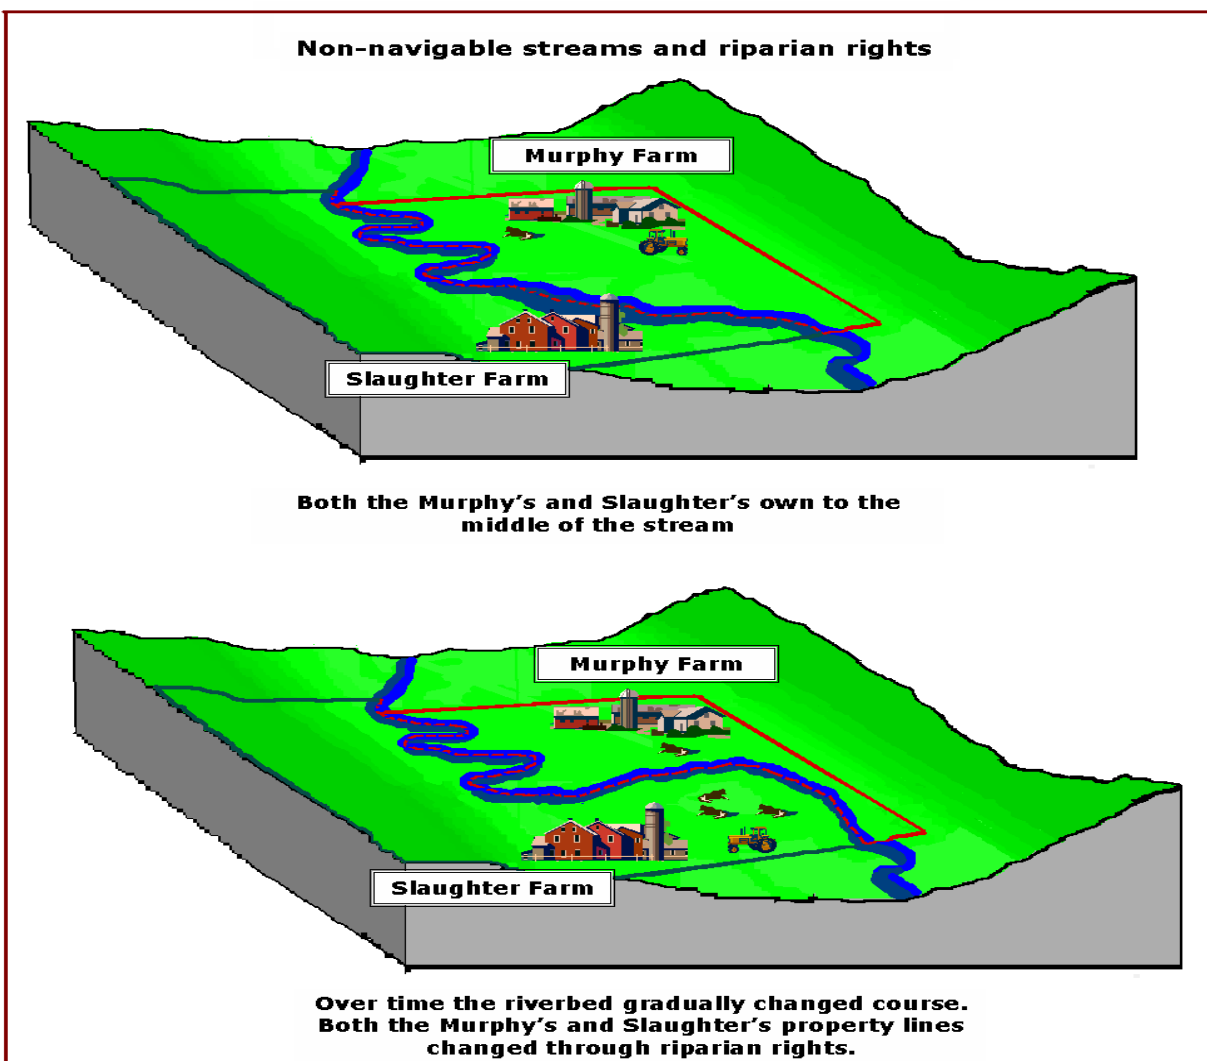 Non-navigable streams and riparian rights
Murphy Farm
Slaughter Farm
Both the Murphy’s and Slaughter’s own to the
middle of the stream
Murphy Farm
Slaughter Farm
Over time the riverbed gradually changed course.
Both the Murphy’s and Slaughter’s property lines
changed through riparian rights.